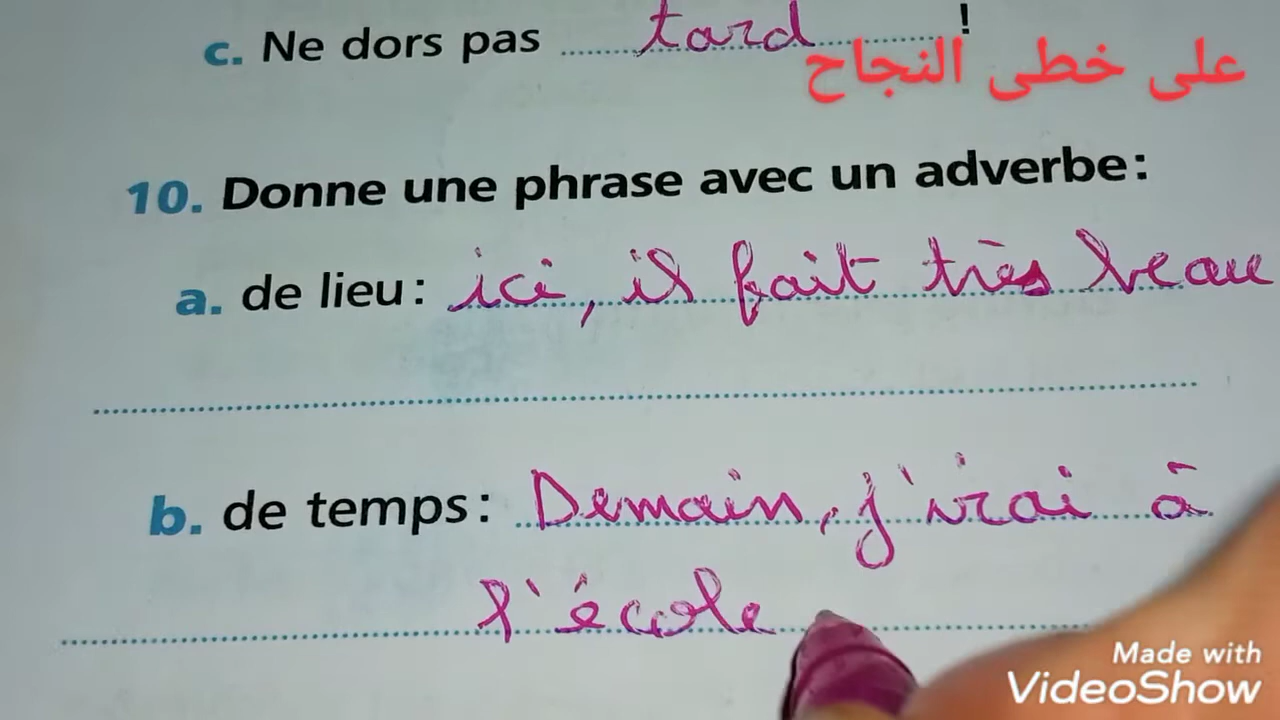 c. Ne dors pas tard !
على خطى النجاح
10. Donne une phrase avec un adverbe :
a. de lieu : ici, il fait très beau
b. de temps : Demain, j'irai à
l'école
Made with
VideoShow